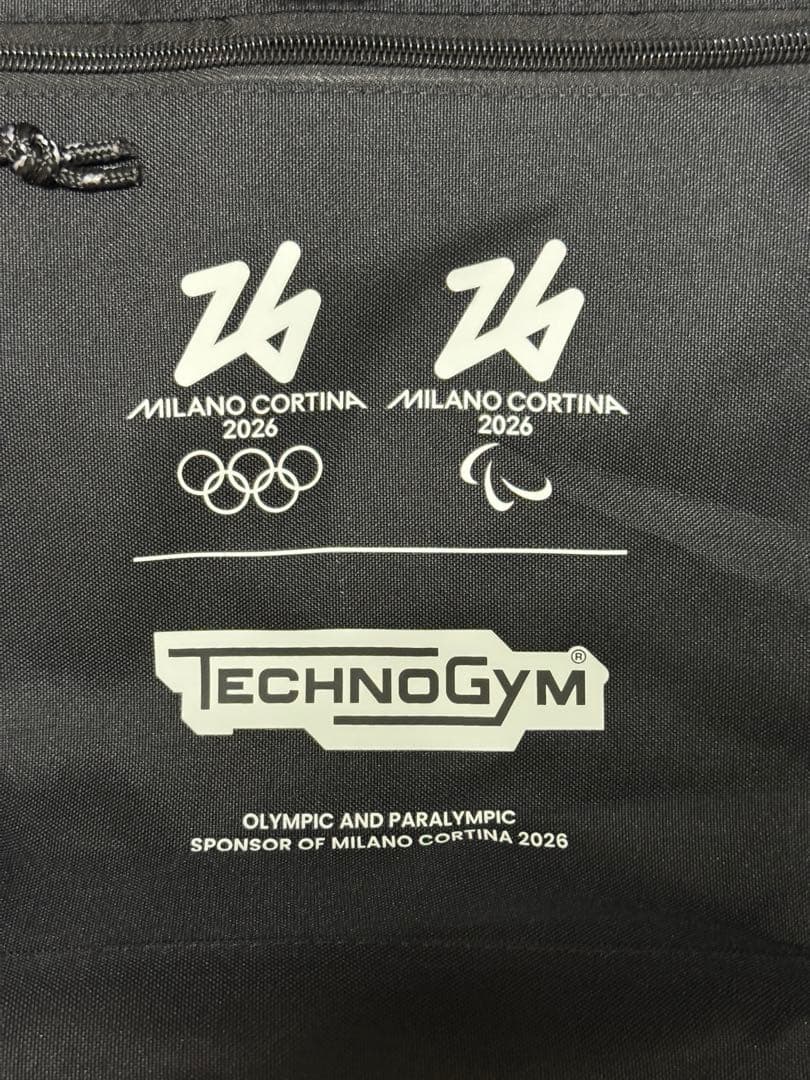 26 26
MILANO CORTINA MILANO CORTINA
2026 2026
TECHNOGYM®
OLYMPIC AND PARALYMPIC
SPONSOR OF MILANO CORTINA 2026